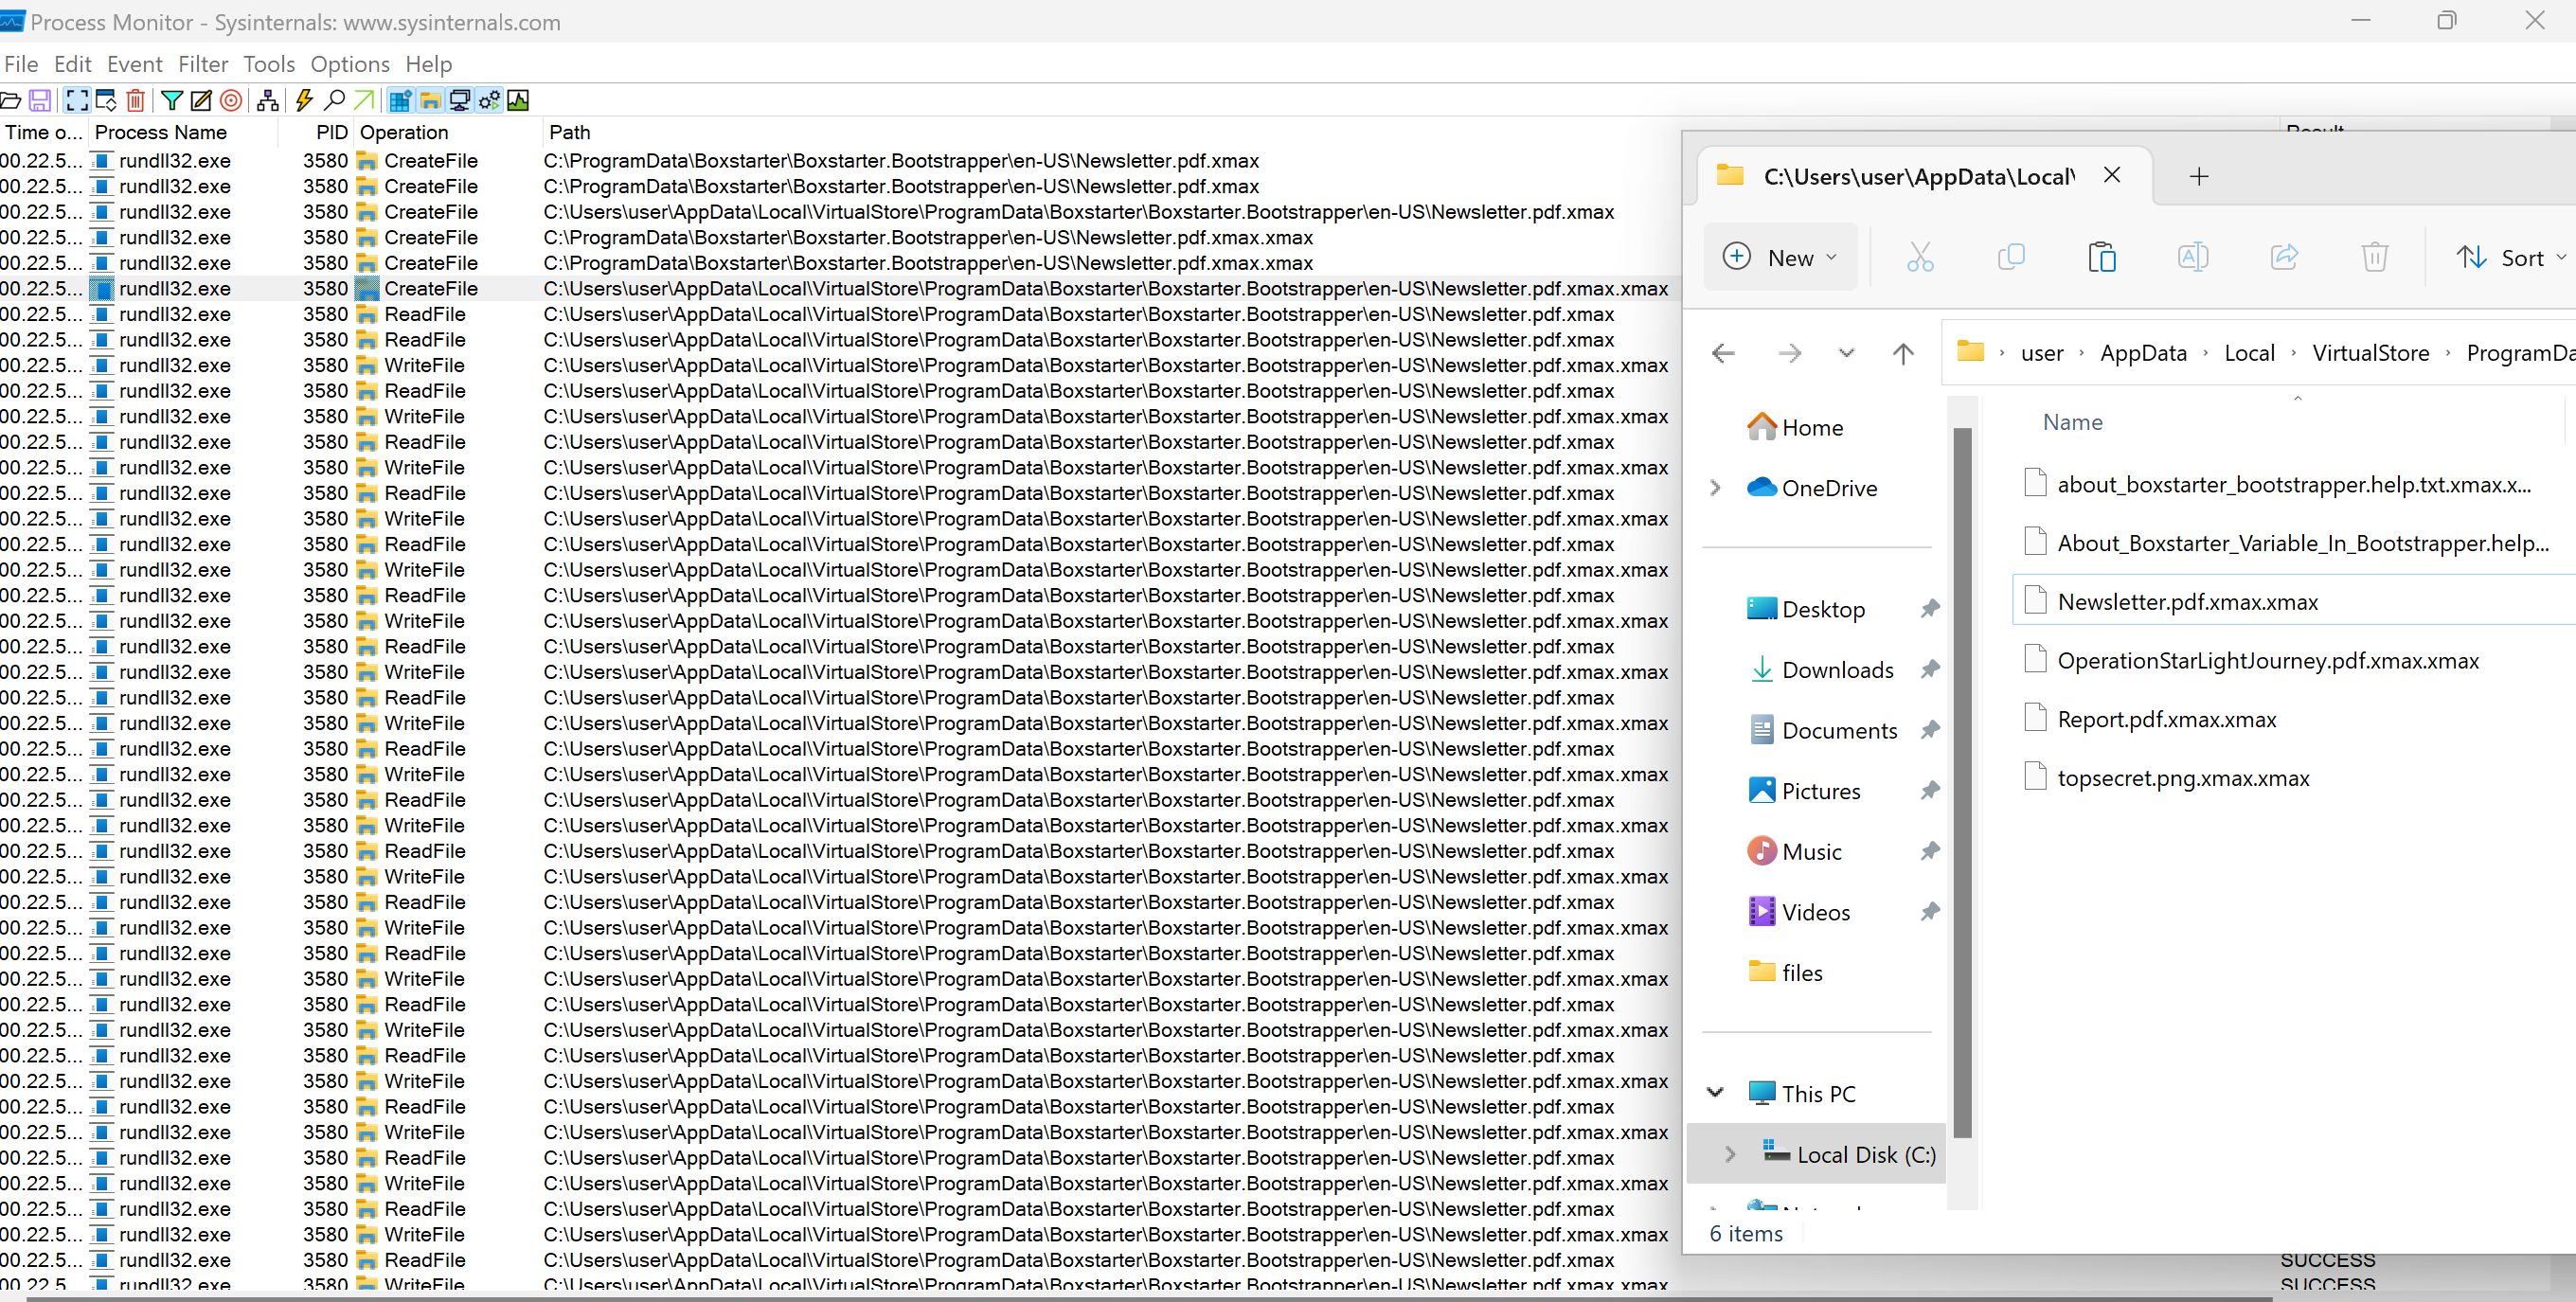 Process Monitor - Sysinternals: www.sysinternals.com
File Edit Event Filter Tools Options Help
Time o... Process Name PID Operation Path Result
00.22.5... rundll32.exe 3580 CreateFile C:\ProgramData\Boxstarter\Boxstarter.Bootstrapper\en-US\Newsletter.pdf.xmax
00.22.5... rundll32.exe 3580 CreateFile C:\ProgramData\Boxstarter\Boxstarter.Bootstrapper\en-US\Newsletter.pdf.xmax
00.22.5... rundll32.exe 3580 CreateFile C:\Users\user\AppData\Local\VirtualStore\ProgramData\Boxstarter\Boxstarter.Bootstrapper\en-US\Newsletter.pdf.xmax
00.22.5... rundll32.exe 3580 CreateFile C:\ProgramData\Boxstarter\Boxstarter.Bootstrapper\en-US\Newsletter.pdf.xmax.xmax
00.22.5... rundll32.exe 3580 CreateFile C:\ProgramData\Boxstarter\Boxstarter.Bootstrapper\en-US\Newsletter.pdf.xmax.xmax
00.22.5... rundll32.exe 3580 CreateFile C:\Users\user\AppData\Local\VirtualStore\ProgramData\Boxstarter\Boxstarter.Bootstrapper\en-US\Newsletter.pdf.xmax.xmax
00.22.5... rundll32.exe 3580 ReadFile C:\Users\user\AppData\Local\VirtualStore\ProgramData\Boxstarter\Boxstarter.Bootstrapper\en-US\Newsletter.pdf.xmax
00.22.5... rundll32.exe 3580 ReadFile C:\Users\user\AppData\Local\VirtualStore\ProgramData\Boxstarter\Boxstarter.Bootstrapper\en-US\Newsletter.pdf.xmax
00.22.5... rundll32.exe 3580 WriteFile C:\Users\user\AppData\Local\VirtualStore\ProgramData\Boxstarter\Boxstarter.Bootstrapper\en-US\Newsletter.pdf.xmax.xmax
00.22.5... rundll32.exe 3580 ReadFile C:\Users\user\AppData\Local\VirtualStore\ProgramData\Boxstarter\Boxstarter.Bootstrapper\en-US\Newsletter.pdf.xmax
00.22.5... rundll32.exe 3580 WriteFile C:\Users\user\AppData\Local\VirtualStore\ProgramData\Boxstarter\Boxstarter.Bootstrapper\en-US\Newsletter.pdf.xmax.xmax
00.22.5... rundll32.exe 3580 ReadFile C:\Users\user\AppData\Local\VirtualStore\ProgramData\Boxstarter\Boxstarter.Bootstrapper\en-US\Newsletter.pdf.xmax
00.22.5... rundll32.exe 3580 WriteFile C:\Users\user\AppData\Local\VirtualStore\ProgramData\Boxstarter\Boxstarter.Bootstrapper\en-US\Newsletter.pdf.xmax.xmax
00.22.5... rundll32.exe 3580 ReadFile C:\Users\user\AppData\Local\VirtualStore\ProgramData\Boxstarter\Boxstarter.Bootstrapper\en-US\Newsletter.pdf.xmax
00.22.5... rundll32.exe 3580 WriteFile C:\Users\user\AppData\Local\VirtualStore\ProgramData\Boxstarter\Boxstarter.Bootstrapper\en-US\Newsletter.pdf.xmax.xmax
00.22.5... rundll32.exe 3580 ReadFile C:\Users\user\AppData\Local\VirtualStore\ProgramData\Boxstarter\Boxstarter.Bootstrapper\en-US\Newsletter.pdf.xmax
00.22.5... rundll32.exe 3580 WriteFile C:\Users\user\AppData\Local\VirtualStore\ProgramData\Boxstarter\Boxstarter.Bootstrapper\en-US\Newsletter.pdf.xmax.xmax
00.22.5... rundll32.exe 3580 ReadFile C:\Users\user\AppData\Local\VirtualStore\ProgramData\Boxstarter\Boxstarter.Bootstrapper\en-US\Newsletter.pdf.xmax
00.22.5... rundll32.exe 3580 WriteFile C:\Users\user\AppData\Local\VirtualStore\ProgramData\Boxstarter\Boxstarter.Bootstrapper\en-US\Newsletter.pdf.xmax.xmax
00.22.5... rundll32.exe 3580 ReadFile C:\Users\user\AppData\Local\VirtualStore\ProgramData\Boxstarter\Boxstarter.Bootstrapper\en-US\Newsletter.pdf.xmax
00.22.5... rundll32.exe 3580 WriteFile C:\Users\user\AppData\Local\VirtualStore\ProgramData\Boxstarter\Boxstarter.Bootstrapper\en-US\Newsletter.pdf.xmax.xmax
00.22.5... rundll32.exe 3580 ReadFile C:\Users\user\AppData\Local\VirtualStore\ProgramData\Boxstarter\Boxstarter.Bootstrapper\en-US\Newsletter.pdf.xmax
00.22.5... rundll32.exe 3580 WriteFile C:\Users\user\AppData\Local\VirtualStore\ProgramData\Boxstarter\Boxstarter.Bootstrapper\en-US\Newsletter.pdf.xmax.xmax
00.22.5... rundll32.exe 3580 ReadFile C:\Users\user\AppData\Local\VirtualStore\ProgramData\Boxstarter\Boxstarter.Bootstrapper\en-US\Newsletter.pdf.xmax
00.22.5... rundll32.exe 3580 WriteFile C:\Users\user\AppData\Local\VirtualStore\ProgramData\Boxstarter\Boxstarter.Bootstrapper\en-US\Newsletter.pdf.xmax.xmax
00.22.5... rundll32.exe 3580 ReadFile C:\Users\user\AppData\Local\VirtualStore\ProgramData\Boxstarter\Boxstarter.Bootstrapper\en-US\Newsletter.pdf.xmax
00.22.5... rundll32.exe 3580 WriteFile C:\Users\user\AppData\Local\VirtualStore\ProgramData\Boxstarter\Boxstarter.Bootstrapper\en-US\Newsletter.pdf.xmax.xmax
00.22.5... rundll32.exe 3580 ReadFile C:\Users\user\AppData\Local\VirtualStore\ProgramData\Boxstarter\Boxstarter.Bootstrapper\en-US\Newsletter.pdf.xmax
00.22.5... rundll32.exe 3580 WriteFile C:\Users\user\AppData\Local\VirtualStore\ProgramData\Boxstarter\Boxstarter.Bootstrapper\en-US\Newsletter.pdf.xmax.xmax
00.22.5... rundll32.exe 3580 ReadFile C:\Users\user\AppData\Local\VirtualStore\ProgramData\Boxstarter\Boxstarter.Bootstrapper\en-US\Newsletter.pdf.xmax
00.22.5... rundll32.exe 3580 WriteFile C:\Users\user\AppData\Local\VirtualStore\ProgramData\Boxstarter\Boxstarter.Bootstrapper\en-US\Newsletter.pdf.xmax.xmax
00.22.5... rundll32.exe 3580 ReadFile C:\Users\user\AppData\Local\VirtualStore\ProgramData\Boxstarter\Boxstarter.Bootstrapper\en-US\Newsletter.pdf.xmax
00.22.5... rundll32.exe 3580 WriteFile C:\Users\user\AppData\Local\VirtualStore\ProgramData\Boxstarter\Boxstarter.Bootstrapper\en-US\Newsletter.pdf.xmax.xmax
00.22.5... rundll32.exe 3580 ReadFile C:\Users\user\AppData\Local\VirtualStore\ProgramData\Boxstarter\Boxstarter.Bootstrapper\en-US\Newsletter.pdf.xmax
00.22.5... rundll32.exe 3580 WriteFile C:\Users\user\AppData\Local\VirtualStore\ProgramData\Boxstarter\Boxstarter.Bootstrapper\en-US\Newsletter.pdf.xmax.xmax
00.22.5... rundll32.exe 3580 ReadFile C:\Users\user\AppData\Local\VirtualStore\ProgramData\Boxstarter\Boxstarter.Bootstrapper\en-US\Newsletter.pdf.xmax
00.22.5... rundll32.exe 3580 WriteFile C:\Users\user\AppData\Local\VirtualStore\ProgramData\Boxstarter\Boxstarter.Bootstrapper\en-US\Newsletter.pdf.xmax.xmax
00.22.5... rundll32.exe 3580 ReadFile C:\Users\user\AppData\Local\VirtualStore\ProgramData\Boxstarter\Boxstarter.Bootstrapper\en-US\Newsletter.pdf.xmax
00.22.5... rundll32.exe 3580 WriteFile C:\Users\user\AppData\Local\VirtualStore\ProgramData\Boxstarter\Boxstarter.Bootstrapper\en-US\Newsletter.pdf.xmax.xmax
00.22.5... rundll32.exe 3580 ReadFile C:\Users\user\AppData\Local\VirtualStore\ProgramData\Boxstarter\Boxstarter.Bootstrapper\en-US\Newsletter.pdf.xmax
00.22.5... rundll32.exe 3580 WriteFile C:\Users\user\AppData\Local\VirtualStore\ProgramData\Boxstarter\Boxstarter.Bootstrapper\en-US\Newsletter.pdf.xmax.xmax
00.22.5... rundll32.exe 3580 ReadFile C:\Users\user\AppData\Local\VirtualStore\ProgramData\Boxstarter\Boxstarter.Bootstrapper\en-US\Newsletter.pdf.xmax
00.22.5... rundll32.exe 3580 WriteFile C:\Users\user\AppData\Local\VirtualStore\ProgramData\Boxstarter\Boxstarter.Bootstrapper\en-US\Newsletter.pdf.xmax.xmax
00.22.5... rundll32.exe 3580 ReadFile C:\Users\user\AppData\Local\VirtualStore\ProgramData\Boxstarter\Boxstarter.Bootstrapper\en-US\Newsletter.pdf.xmax SUCCESS
00.22.5 rundll32.exe 3580 WriteFile C:\Users\user\AppData\Local\VirtualStore\ProgramData\Boxstarter\Boxstarter.Bootstrapper\en-US\Newsletter.pdf.xmax.xmax SUCCESS
C:\Users\user\AppData\Local\
New Sort
user AppData Local VirtualStore ProgramDa
Home
OneDrive
Desktop
Downloads
Documents
Pictures
Music
Videos
files
This PC
Local Disk (C:)
Name
about_boxstarter_bootstrapper.help.txt.xmax.x...
About_Boxstarter_Variable_In_Bootstrapper.help...
Newsletter.pdf.xmax.xmax
OperationStarLightJourney.pdf.xmax.xmax
Report.pdf.xmax.xmax
topsecret.png.xmax.xmax
6 items